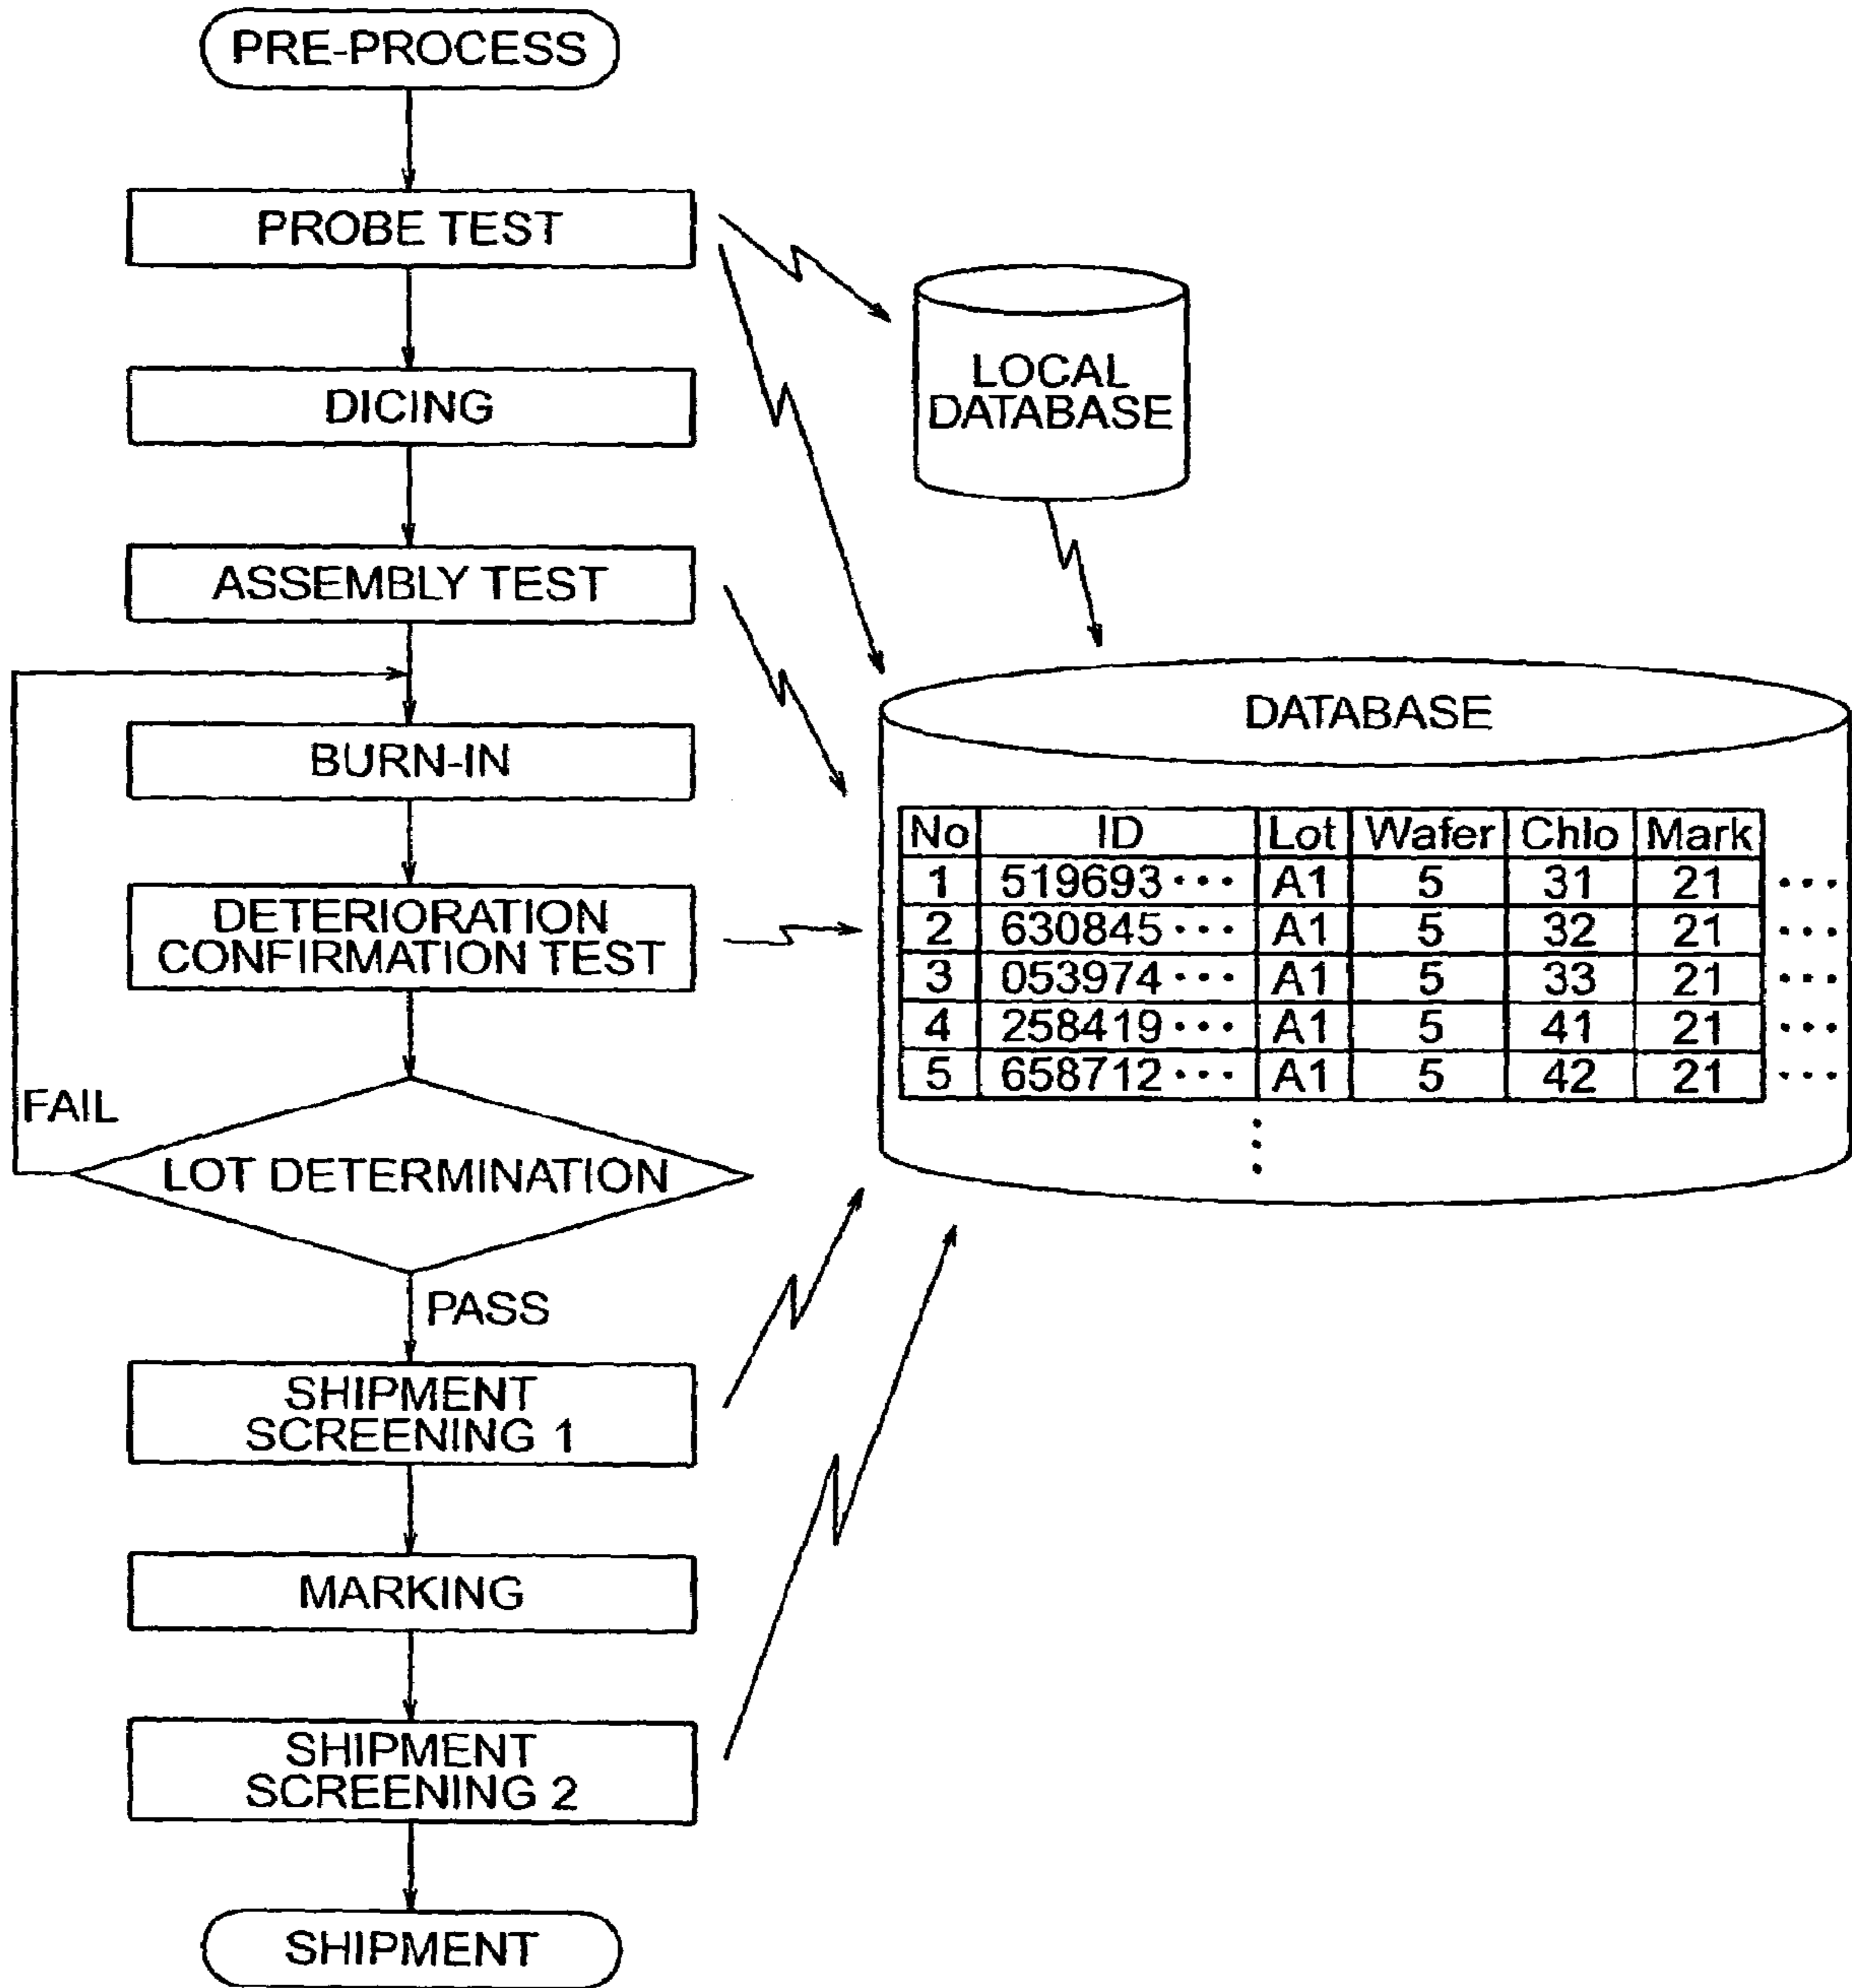 PRE-PROCESS
PROBE TEST
DICING
ASSEMBLY TEST
BURN-IN
DETERIORATION
CONFIRMATION TEST
FAIL
LOT DETERMINATION
PASS
SHIPMENT
SCREENING 1
MARKING
SHIPMENT
SCREENING 2
SHIPMENT
LOCAL
DATABASE
DATABASE
No ID Lot Wafer Chlo Mark
1 519693··· A1 5 31 21 ···
2 630845··· A1 5 32 21 ···
3 053974··· A1 5 33 21 ···
4 258419··· A1 5 41 21 ···
5 658712··· A1 5 42 21 ···